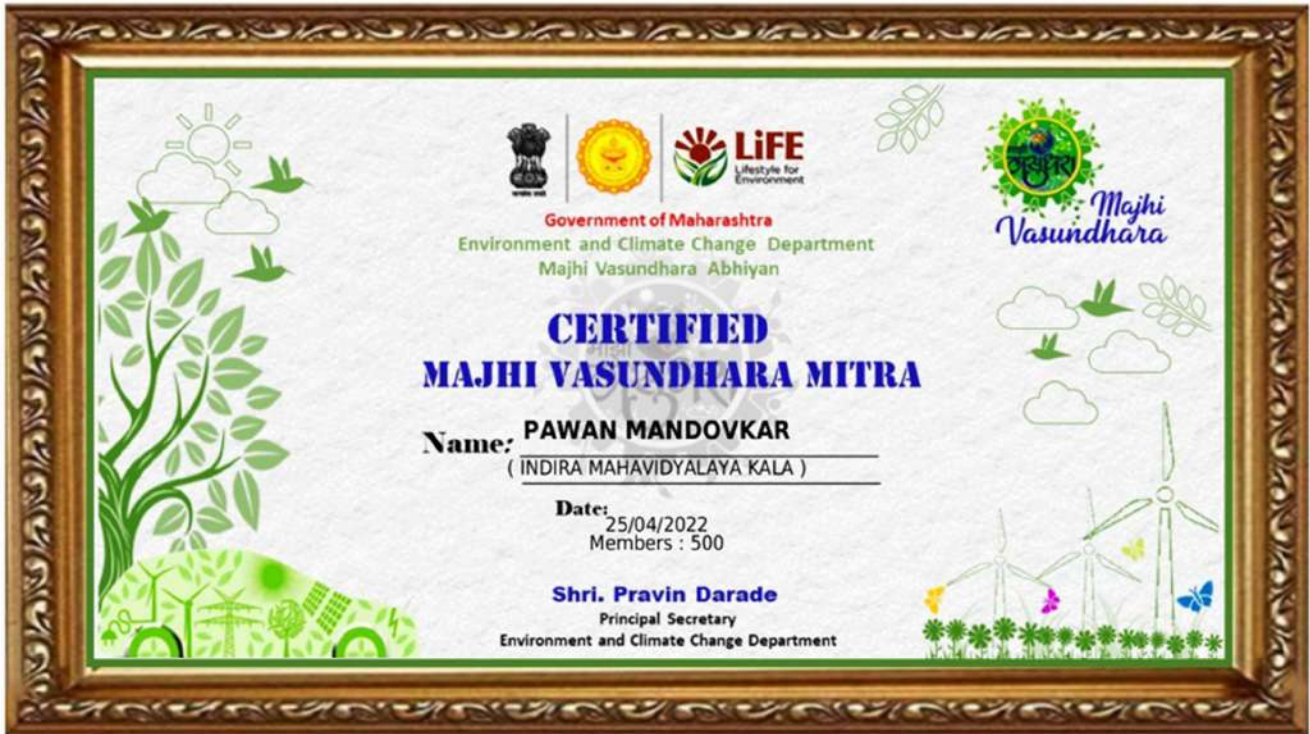 LiFE
Lifestyle for
Environment
Government of Maharashtra
Environment and Climate Change Department
Majhi Vasundhara Abhiyan
Majhi
Vasundhara
CERTIFIED
MAJHI VASUNDHARA MITRA
Name: PAWAN MANDOVKAR
( INDIRA MAHAVIDYALAYA KALA )
Date:
25/04/2022
Members : 500
Shri. Pravin Darade
Principal Secretary
Environment and Climate Change Department